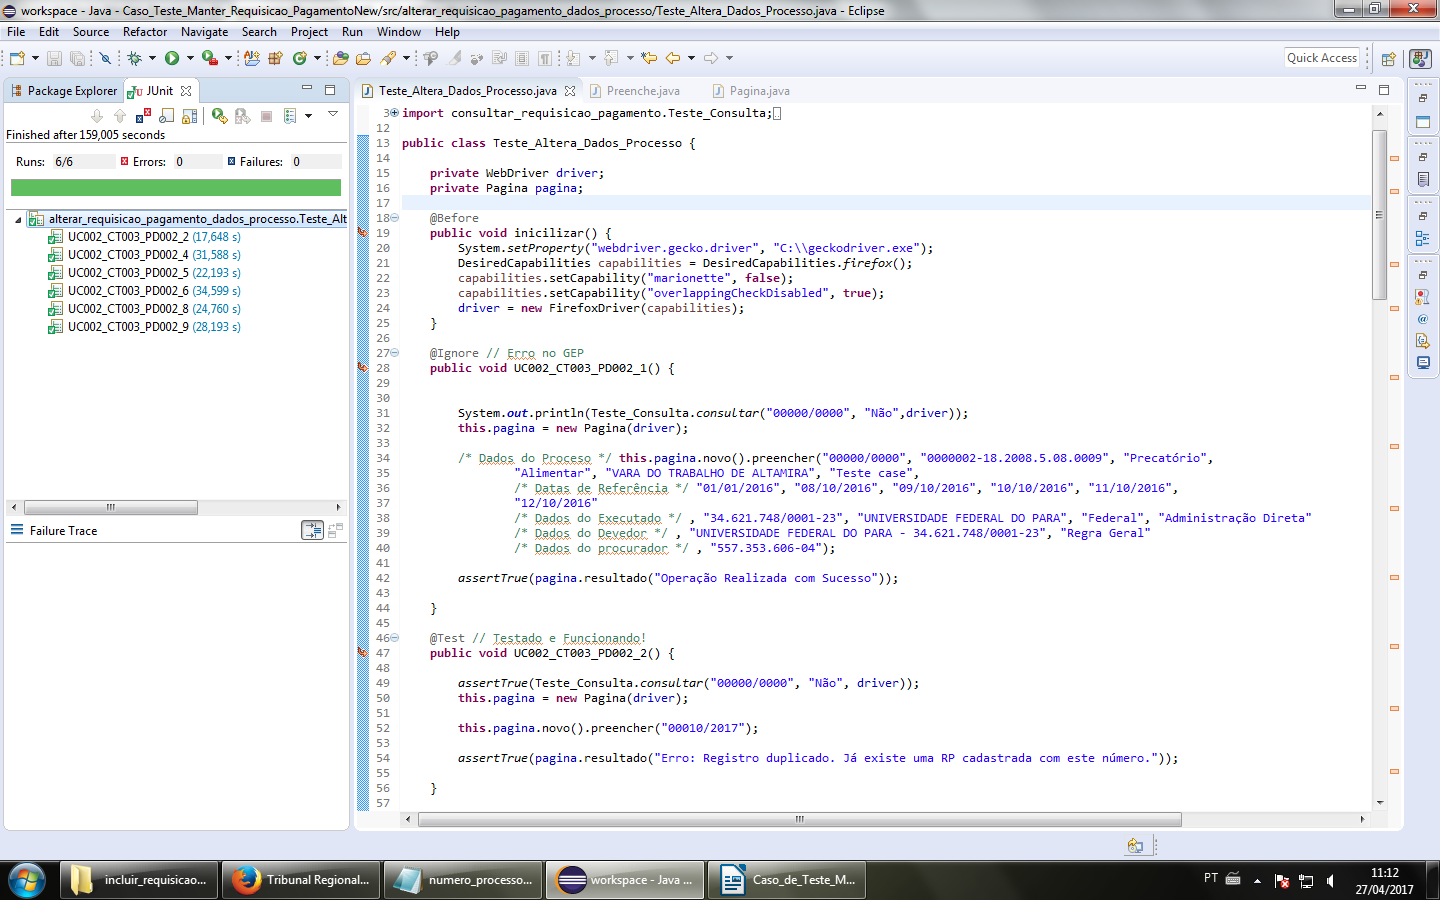 workspace - Java - Caso_Teste_Manter_Requisicao_PagamentoNew/src/alterar_requisicao_pagamento_dados_processo/Teste_Altera_Dados_Processo.java - Eclipse
File Edit Source Refactor Navigate Search Project Run Window Help
Quick Access
Package Explorer JUnit
Finished after 159,005 seconds
Runs: 6/6 Errors: 0 Failures: 0
alterar_requisicao_pagamento_dados_processo.Teste_Alt
UC002_CT003_PD002_2 (17,648 s)
UC002_CT003_PD002_4 (31,588 s)
UC002_CT003_PD002_5 (22,193 s)
UC002_CT003_PD002_6 (34,599 s)
UC002_CT003_PD002_8 (24,760 s)
UC002_CT003_PD002_9 (28,193 s)
Failure Trace
Teste_Altera_Dados_Processo.java Preenche.java Pagina.java
3 import consultar_requisicao_pagamento.Teste_Consulta;
12
13 public class Teste_Altera_Dados_Processo {
14
15 private WebDriver driver;
16 private Pagina pagina;
17
18 @Before
19 public void inicilizar() {
20 System.setProperty("webdriver.gecko.driver", "C:\\geckodriver.exe");
21 DesiredCapabilities capabilities = DesiredCapabilities.firefox();
22 capabilities.setCapability("marionette", false);
23 capabilities.setCapability("overlappingCheckDisabled", true);
24 driver = new FirefoxDriver(capabilities);
25 }
26
27 @Ignore // Erro no GEP
28 public void UC002_CT003_PD002_1() {
29
30
31 System.out.println(Teste_Consulta.consultar("00000/0000", "Não",driver));
32 this.pagina = new Pagina(driver);
33
34 /* Dados do Proceso */ this.pagina.novo().preencher("00000/0000", "0000002-18.2008.5.08.0009", "Precatório",
35 "Alimentar", "VARA DO TRABALHO DE ALTAMIRA", "Teste case",
36 /* Datas de Referência */ "01/01/2016", "08/10/2016", "09/10/2016", "10/10/2016", "11/10/2016",
37 "12/10/2016"
38 /* Dados do Executado */ , "34.621.748/0001-23", "UNIVERSIDADE FEDERAL DO PARA", "Federal", "Administração Direta"
39 /* Dados do Devedor */ , "UNIVERSIDADE FEDERAL DO PARA - 34.621.748/0001-23", "Regra Geral"
40 /* Dados do procurador */ , "557.353.606-04");
41
42 assertTrue(pagina.resultado("Operação Realizada com Sucesso"));
43
44 }
45
46 @Test // Testado e Funcionando!
47 public void UC002_CT003_PD002_2() {
48
49 assertTrue(Teste_Consulta.consultar("00000/0000", "Não", driver));
50 this.pagina = new Pagina(driver);
51
52 this.pagina.novo().preencher("00010/2017");
53
54 assertTrue(pagina.resultado("Erro: Registro duplicado. Já existe uma RP cadastrada com este número."));
55
56 }
57
incluir_requisicao... Tribunal Regional... numero_processo... workspace - Java ... Caso_de_Teste_M... PT 11:12
27/04/2017